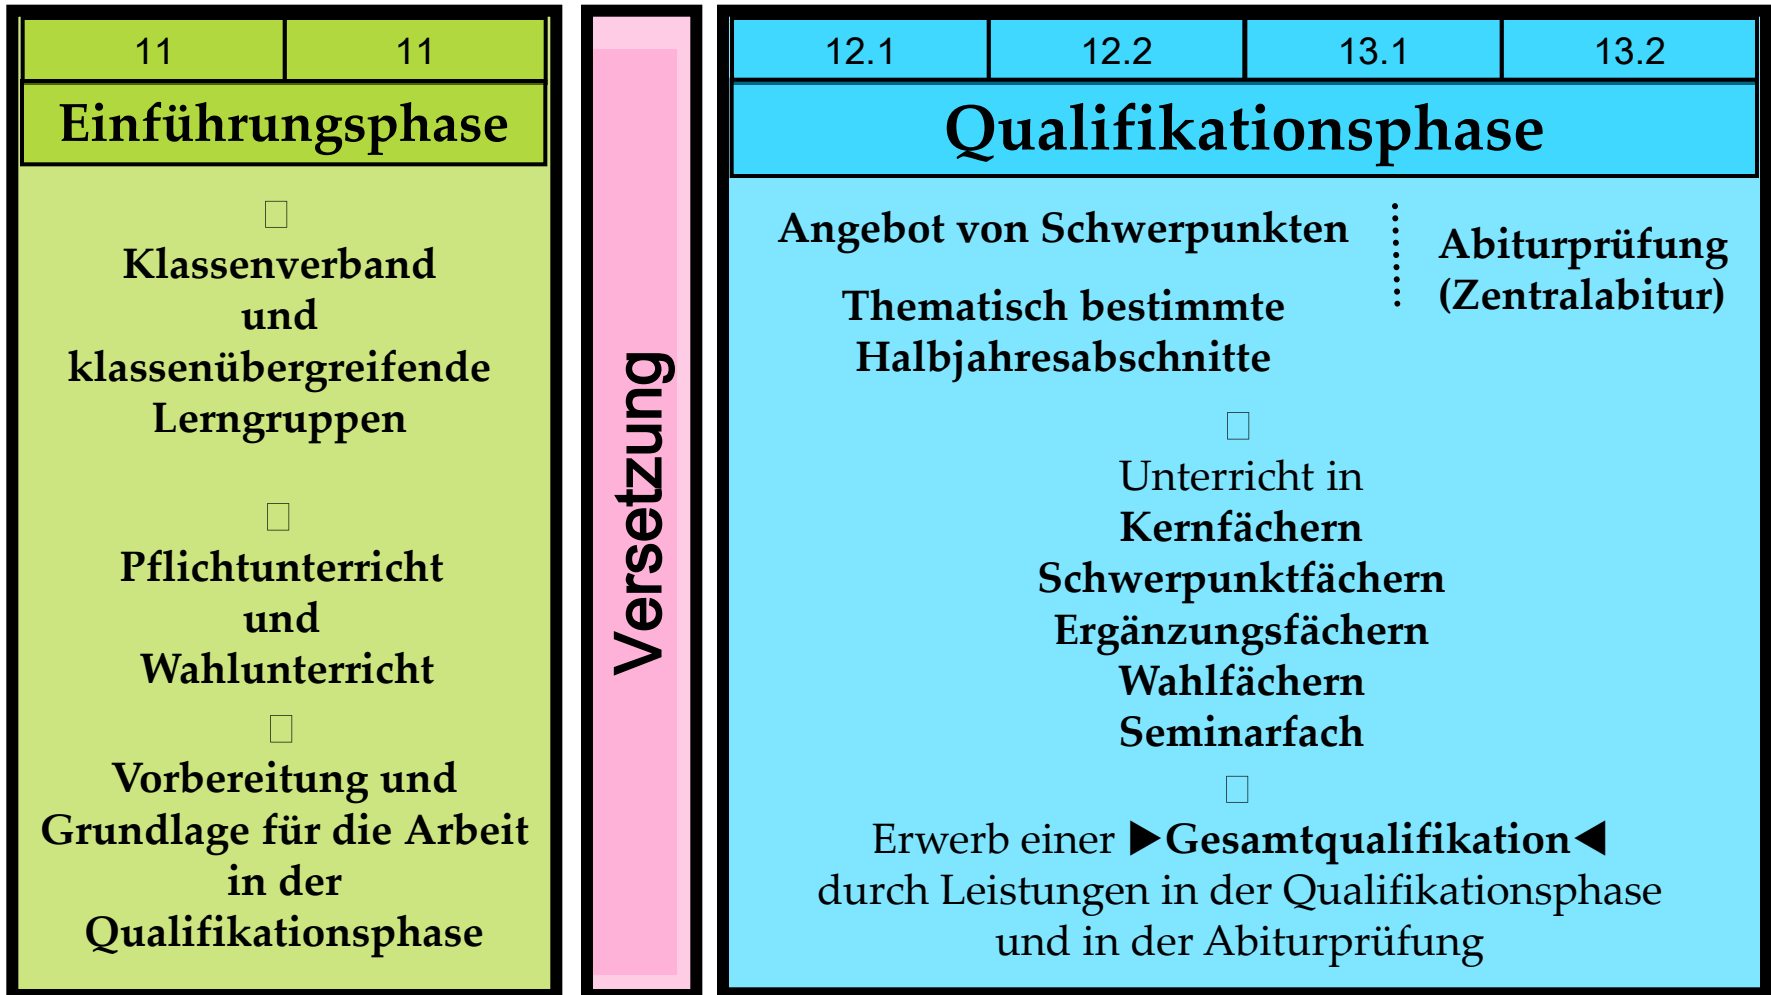 11 11
Einführungsphase
Klassenverband
und
klassenübergreifende
Lerngruppen
Pflichtunterricht
und
Wahlunterricht
Vorbereitung und
Grundlage für die Arbeit
in der
Qualifikationsphase
Versetzung
12.1 12.2 13.1 13.2
Qualifikationsphase
Angebot von Schwerpunkten
Thematisch bestimmte
Halbjahresabschnitte
Abiturprüfung
(Zentralabitur)
Unterricht in
Kernfächern
Schwerpunktfächern
Ergänzungsfächern
Wahlfächern
Seminarfach
Erwerb einer ▶Gesamtqualifikation◀
durch Leistungen in der Qualifikationsphase
und in der Abiturprüfung